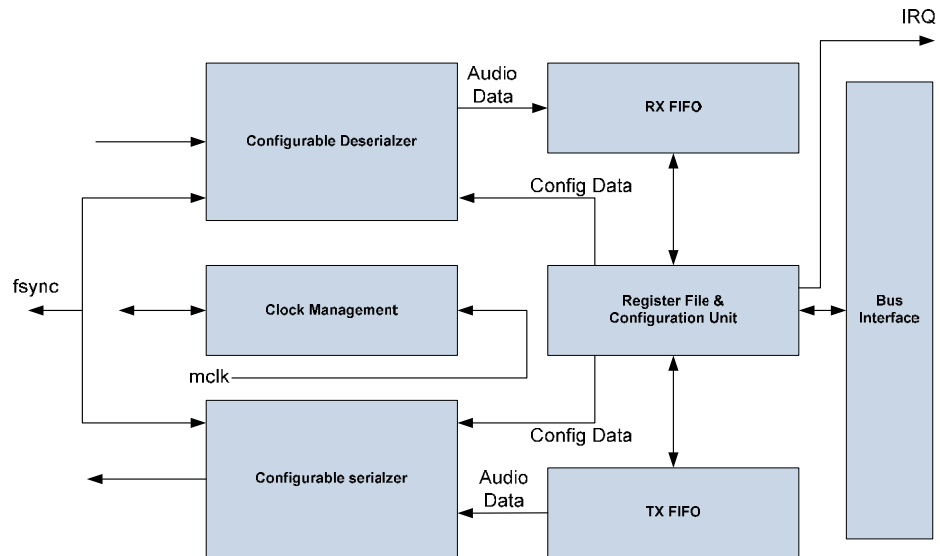 IRQ
Audio
Data
RX FIFO
Configurable Deserialzer
Config Data
fsync
Clock Management
Register File &
Configuration Unit
Bus
Interface
mclk
Config Data
Configurable serialzer
Audio
Data
TX FIFO